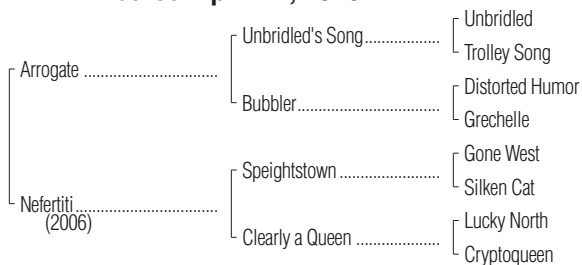 Unbridled
Unbridled's Song
Trolley Song
Arrogate
Distorted Humor
Bubbler
Grechelle
Gone West
Speightstown
Silken Cat
Nefertiti
(2006)
Lucky North
Clearly a Queen
Cryptoqueen